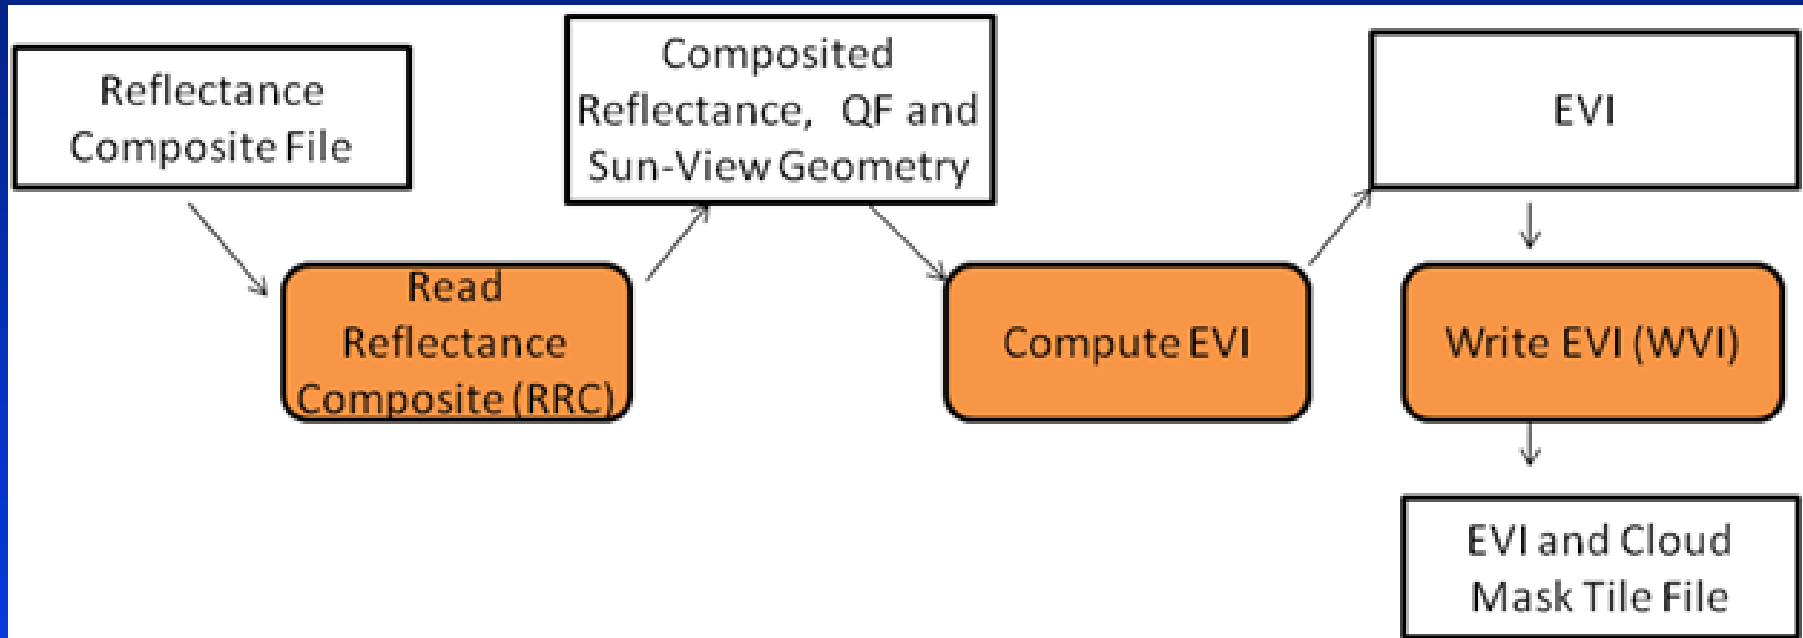 Reflectance
Composite File
Composited
Reflectance, QF and
Sun-View Geometry
EVI
Read
Reflectance
Composite (RRC)
Compute EVI
Write EVI (WVI)
EVI and Cloud
Mask Tile File